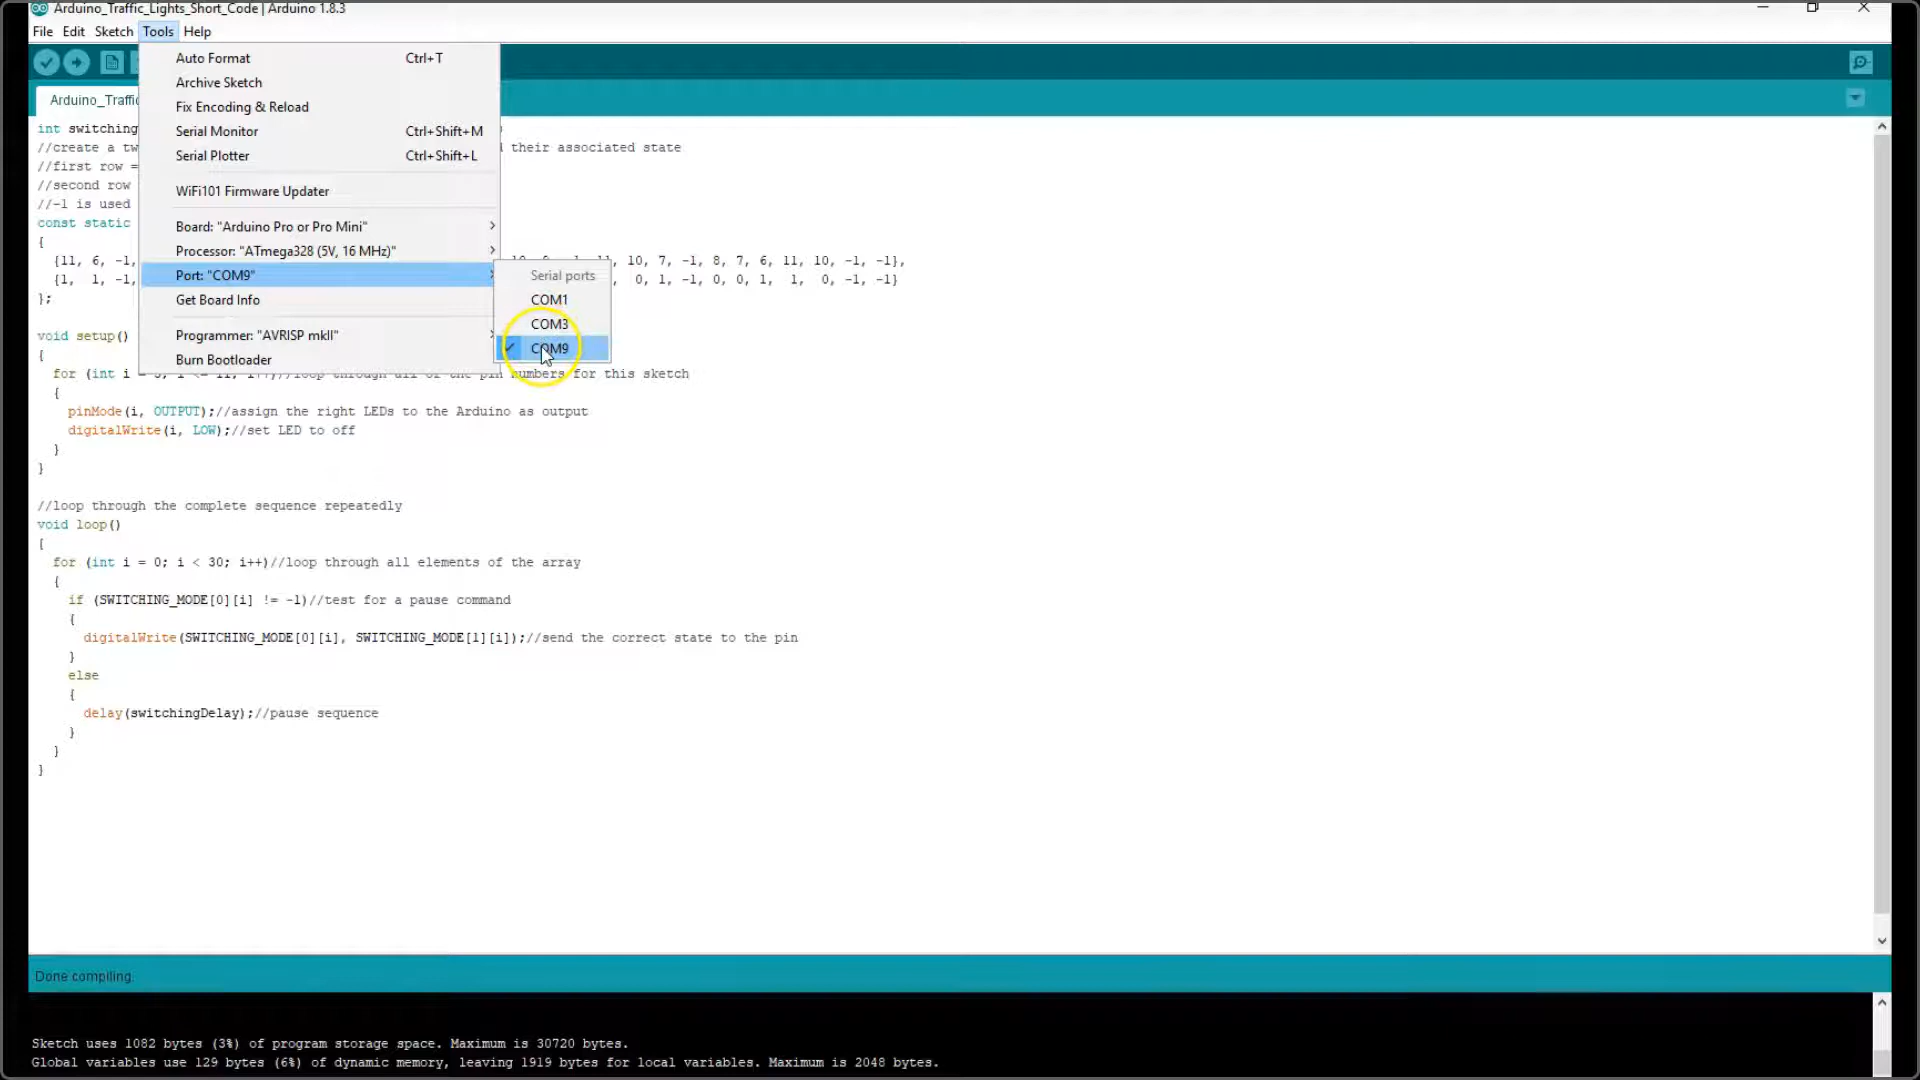 Arduino_Traffic_Lights_Short_Code | Arduino 1.8.3
File Edit Sketch Tools Help
Auto Format Ctrl+T
Archive Sketch
Fix Encoding & Reload
Serial Monitor Ctrl+Shift+M
Serial Plotter Ctrl+Shift+L
WiFi101 Firmware Updater
Board: "Arduino Pro or Pro Mini"
Processor: "ATmega328 (5V, 16 MHz)"
Port: "COM9"
Get Board Info
Programmer: "AVRISP mkII"
Burn Bootloader
Serial ports
COM1
COM3
COM9
Arduino_Traffic
int switching
//create a tw their associated state
//first row =
//second row
//-1 is used
const static
{
{11, 6, -1, 11, 10, 7, -1, 8, 7, 6, 11, 10, -1, -1},
{1, 1, -1, 0, 1, -1, 0, 0, 1, 1, 0, -1, -1}
};
void setup()
{
for (int i = i++)//loop through all of the pin numbers for this sketch
{
pinMode(i, OUTPUT);//assign the right LEDs to the Arduino as output
digitalWrite(i, LOW);//set LED to off
}
}
//loop through the complete sequence repeatedly
void loop()
{
for (int i = 0; i < 30; i++)//loop through all elements of the array
{
if (SWITCHING_MODE[0][i] != -1)//test for a pause command
{
digitalWrite(SWITCHING_MODE[0][i], SWITCHING_MODE[1][i]);//send the correct state to the pin
}
else
{
delay(switchingDelay);//pause sequence
}
}
}
Done compiling.
Sketch uses 1082 bytes (3%) of program storage space. Maximum is 30720 bytes.
Global variables use 129 bytes (6%) of dynamic memory, leaving 1919 bytes for local variables. Maximum is 2048 bytes.